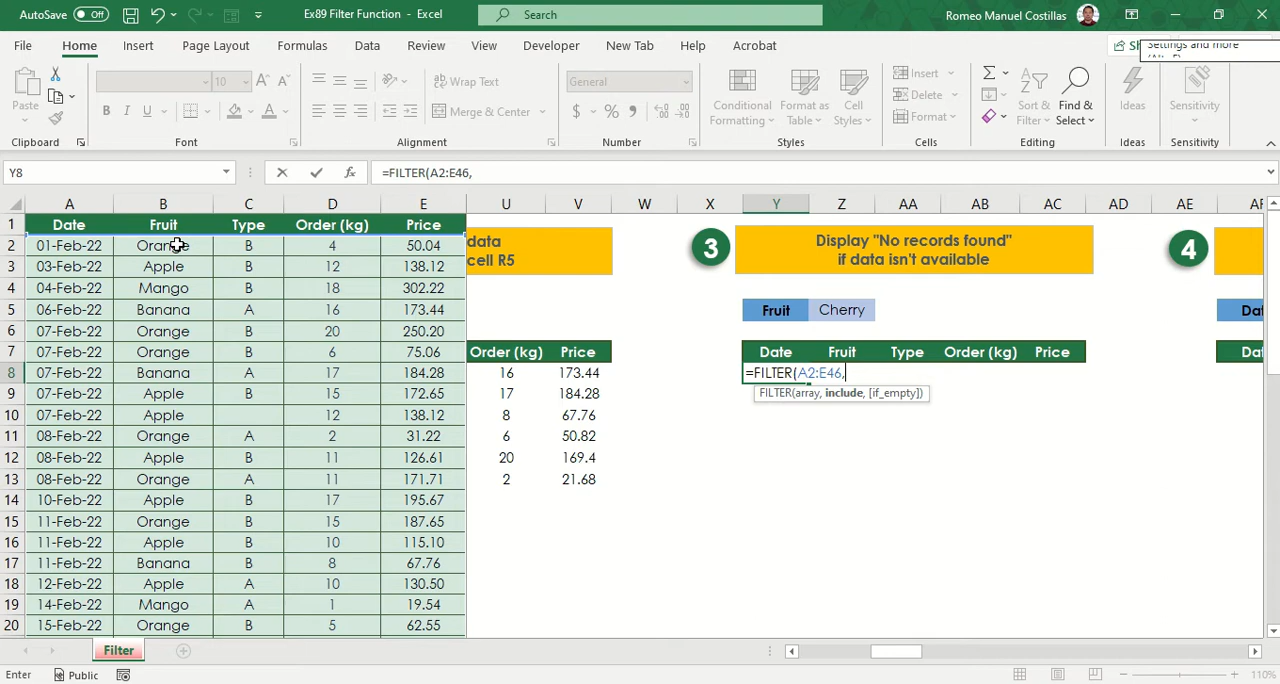 AutoSave Off Ex89 Filter Function - Excel Search Romeo Manuel Costillas
File Home Insert Page Layout Formulas Data Review View Developer New Tab Help Acrobat
Settings and more
Paste 10 Wrap Text General Conditional Formatting Format as Table Cell Styles Insert Sort & Filter Find & Select Ideas Sensitivity
B I U Merge & Center Delete
Format
Clipboard Font Alignment Number Styles Cells Editing Ideas Sensitivity
Y8 fx =FILTER(A2:E46,
A B C D E U V W X Y Z AA AB AC AD AE
1 Date Fruit Type Order (kg) Price
2 01-Feb-22 Orange B 4 50.04 data 3 Display "No records found" 4
3 03-Feb-22 Apple B 12 138.12 cell R5 if data isn't available
4 04-Feb-22 Mango B 18 302.22
5 06-Feb-22 Banana A 16 173.44 Fruit Cherry
6 07-Feb-22 Orange B 20 250.20
7 07-Feb-22 Orange B 6 75.06 Order (kg) Price Date Fruit Type Order (kg) Price
8 07-Feb-22 Banana A 17 184.28 16 173.44 =FILTER(A2:E46,
9 07-Feb-22 Apple B 15 172.65 17 184.28 FILTER(array, include, [if_empty])
10 07-Feb-22 Apple 12 138.12 8 67.76
11 08-Feb-22 Orange A 2 31.22 6 50.82
12 08-Feb-22 Apple B 11 126.61 20 169.4
13 08-Feb-22 Orange A 11 171.71 2 21.68
14 10-Feb-22 Apple B 17 195.67
15 11-Feb-22 Orange B 15 187.65
16 11-Feb-22 Apple B 10 115.10
17 11-Feb-22 Banana B 8 67.76
18 12-Feb-22 Apple A 10 130.50
19 14-Feb-22 Mango A 1 19.54
20 15-Feb-22 Orange B 5 62.55
Filter
Enter Public 110%